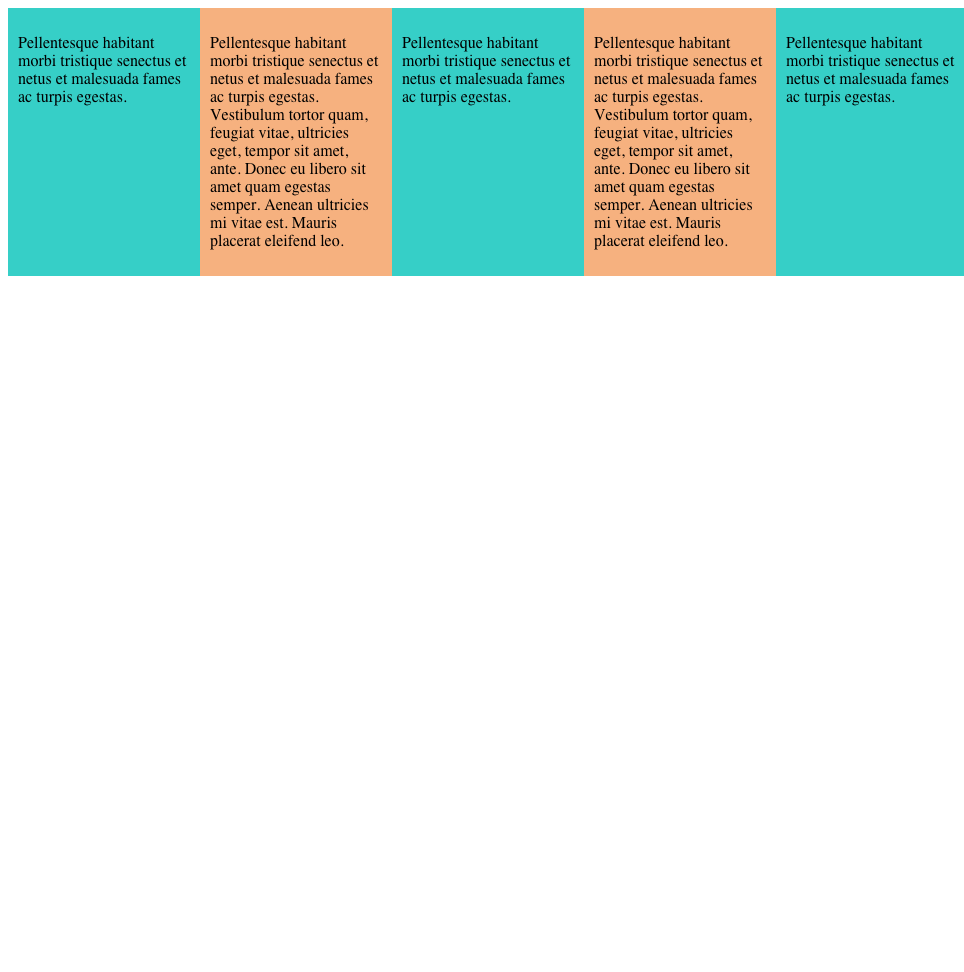 Pellentesque habitant
morbi tristique senectus et
netus et malesuada fames
ac turpis egestas.
Pellentesque habitant
morbi tristique senectus et
netus et malesuada fames
ac turpis egestas.
Vestibulum tortor quam,
feugiat vitae, ultricies
eget, tempor sit amet,
ante. Donec eu libero sit
amet quam egestas
semper. Aenean ultricies
mi vitae est. Mauris
placerat eleifend leo.
Pellentesque habitant
morbi tristique senectus et
netus et malesuada fames
ac turpis egestas.
Pellentesque habitant
morbi tristique senectus et
netus et malesuada fames
ac turpis egestas.
Vestibulum tortor quam,
feugiat vitae, ultricies
eget, tempor sit amet,
ante. Donec eu libero sit
amet quam egestas
semper. Aenean ultricies
mi vitae est. Mauris
placerat eleifend leo.
Pellentesque habitant
morbi tristique senectus et
netus et malesuada fames
ac turpis egestas.